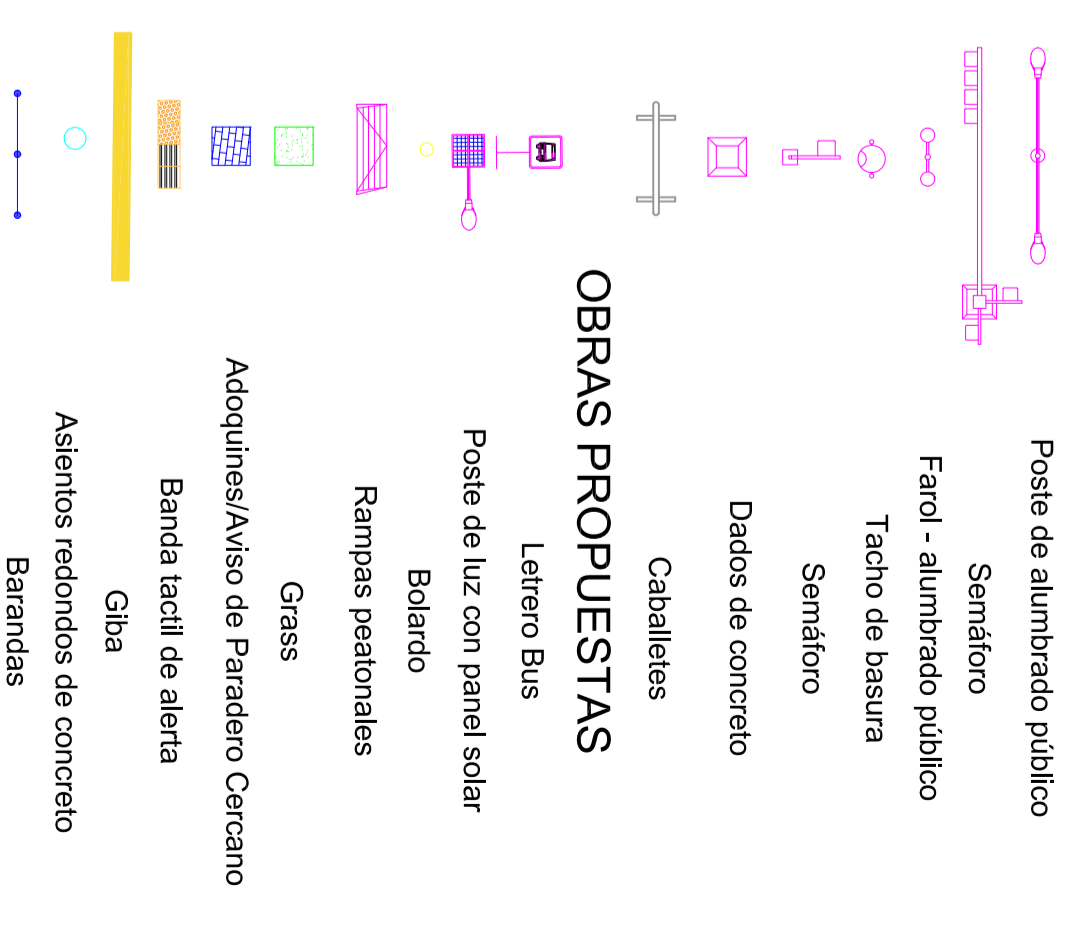 Poste de alumbrado público
Semáforo
Farol - alumbrado público
Tacho de basura
Semáforo
Dados de concreto
Caballetes
OBRAS PROPUESTAS
Letrero Bus
Poste de luz con panel solar
Bolardo
Rampas peatonales
Grass
Adoquines/Aviso de Paradero Cercano
Banda tactil de alerta
Giba
Asientos redondos de concreto
Barandas